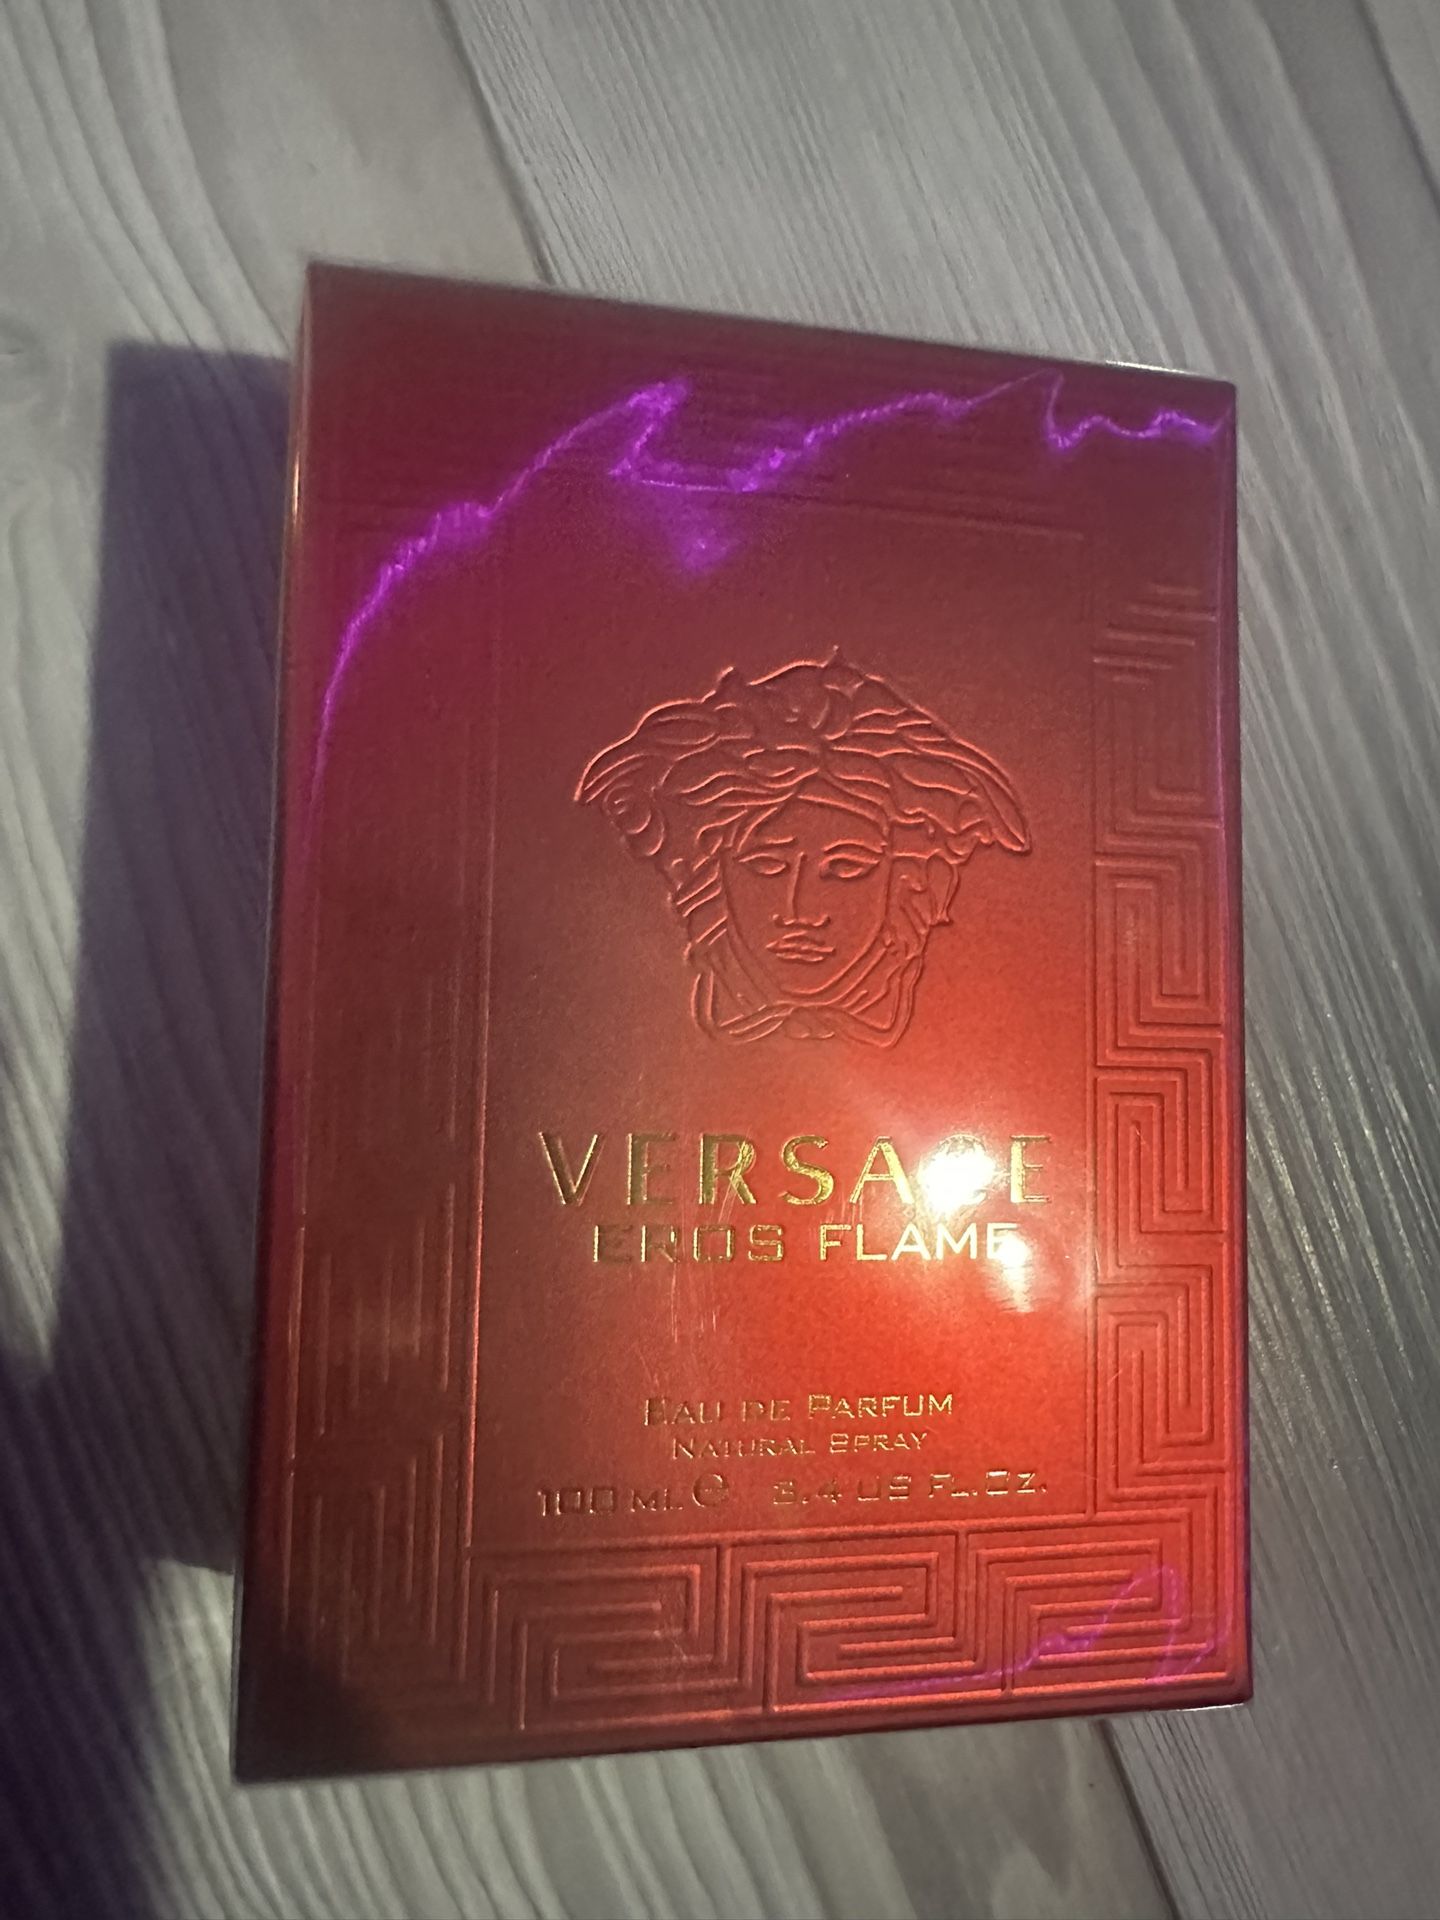 VERSACE
EROS FLAME
EAU DE PARFUM
NATURAL SPRAY
100 ML ℮ 3.4 US FL.OZ.